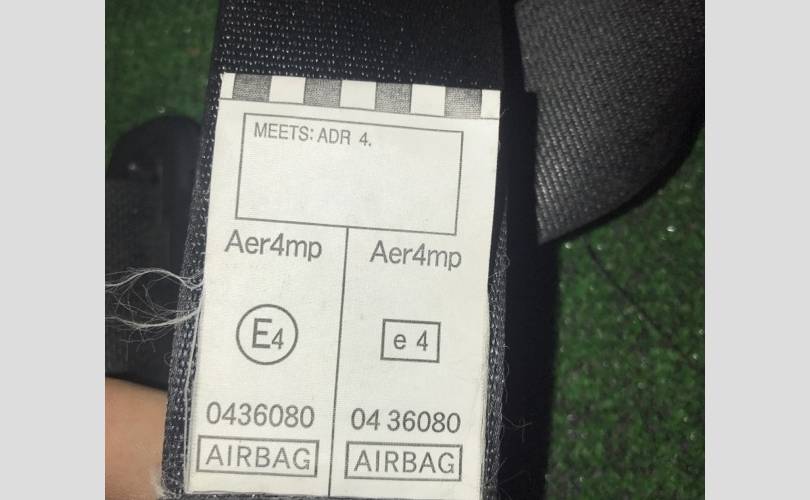 MEETS: ADR 4.
Aer4mp Aer4mp
E4 e 4
0436080 04 36080
AIRBAG AIRBAG